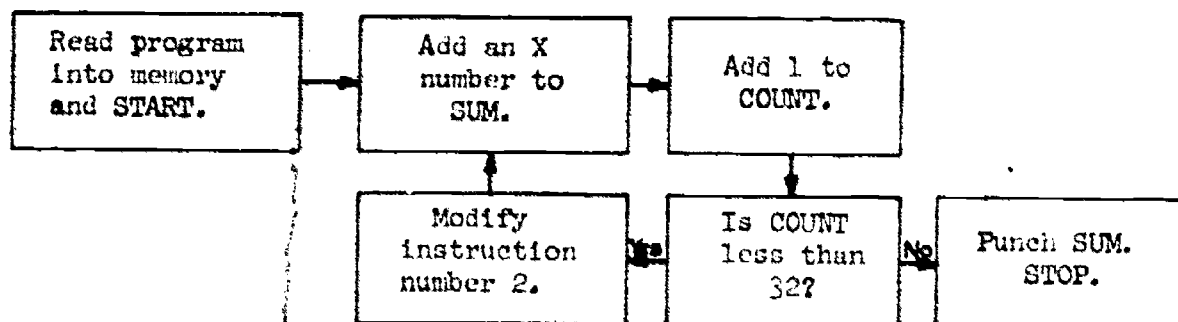 Read program
into memory
and START.
Add an X
number to
SUM.
Add 1 to
COUNT.
Modify
instruction
number 2.
Yes
Is COUNT
less than
32?
No
Punch SUM.
STOP.